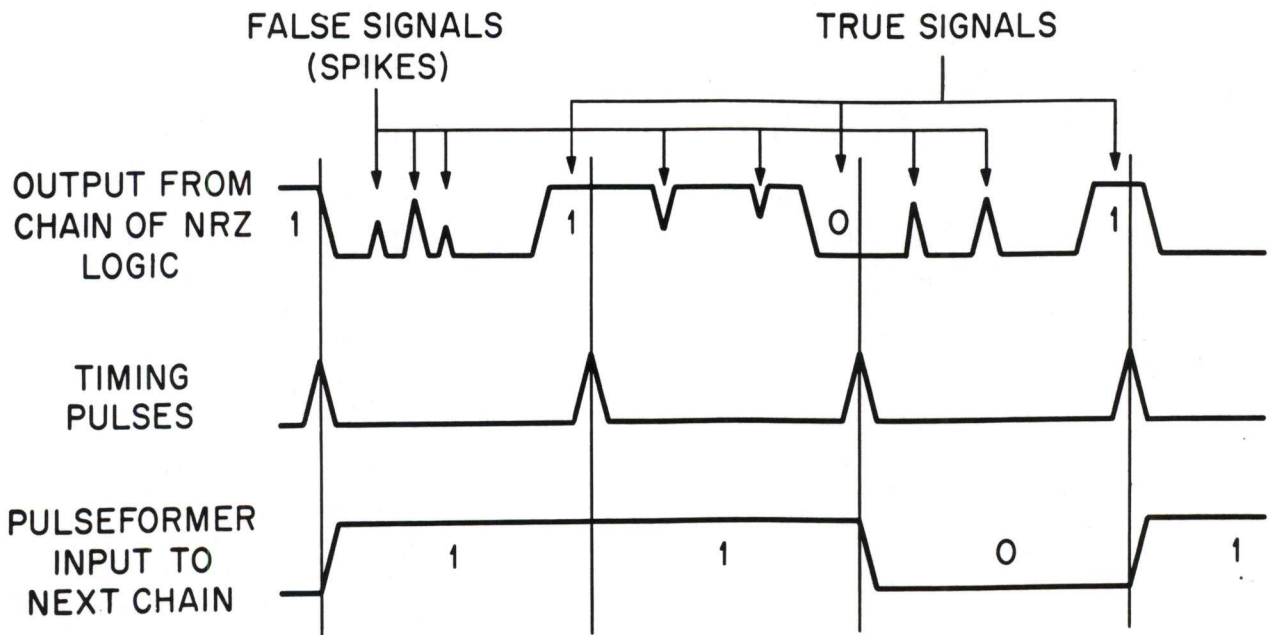 FALSE SIGNALS
(SPIKES)
TRUE SIGNALS
OUTPUT FROM
CHAIN OF NRZ
LOGIC
1
1
0
1
TIMING
PULSES
PULSEFORMER
INPUT TO
NEXT CHAIN
1
1
0
1